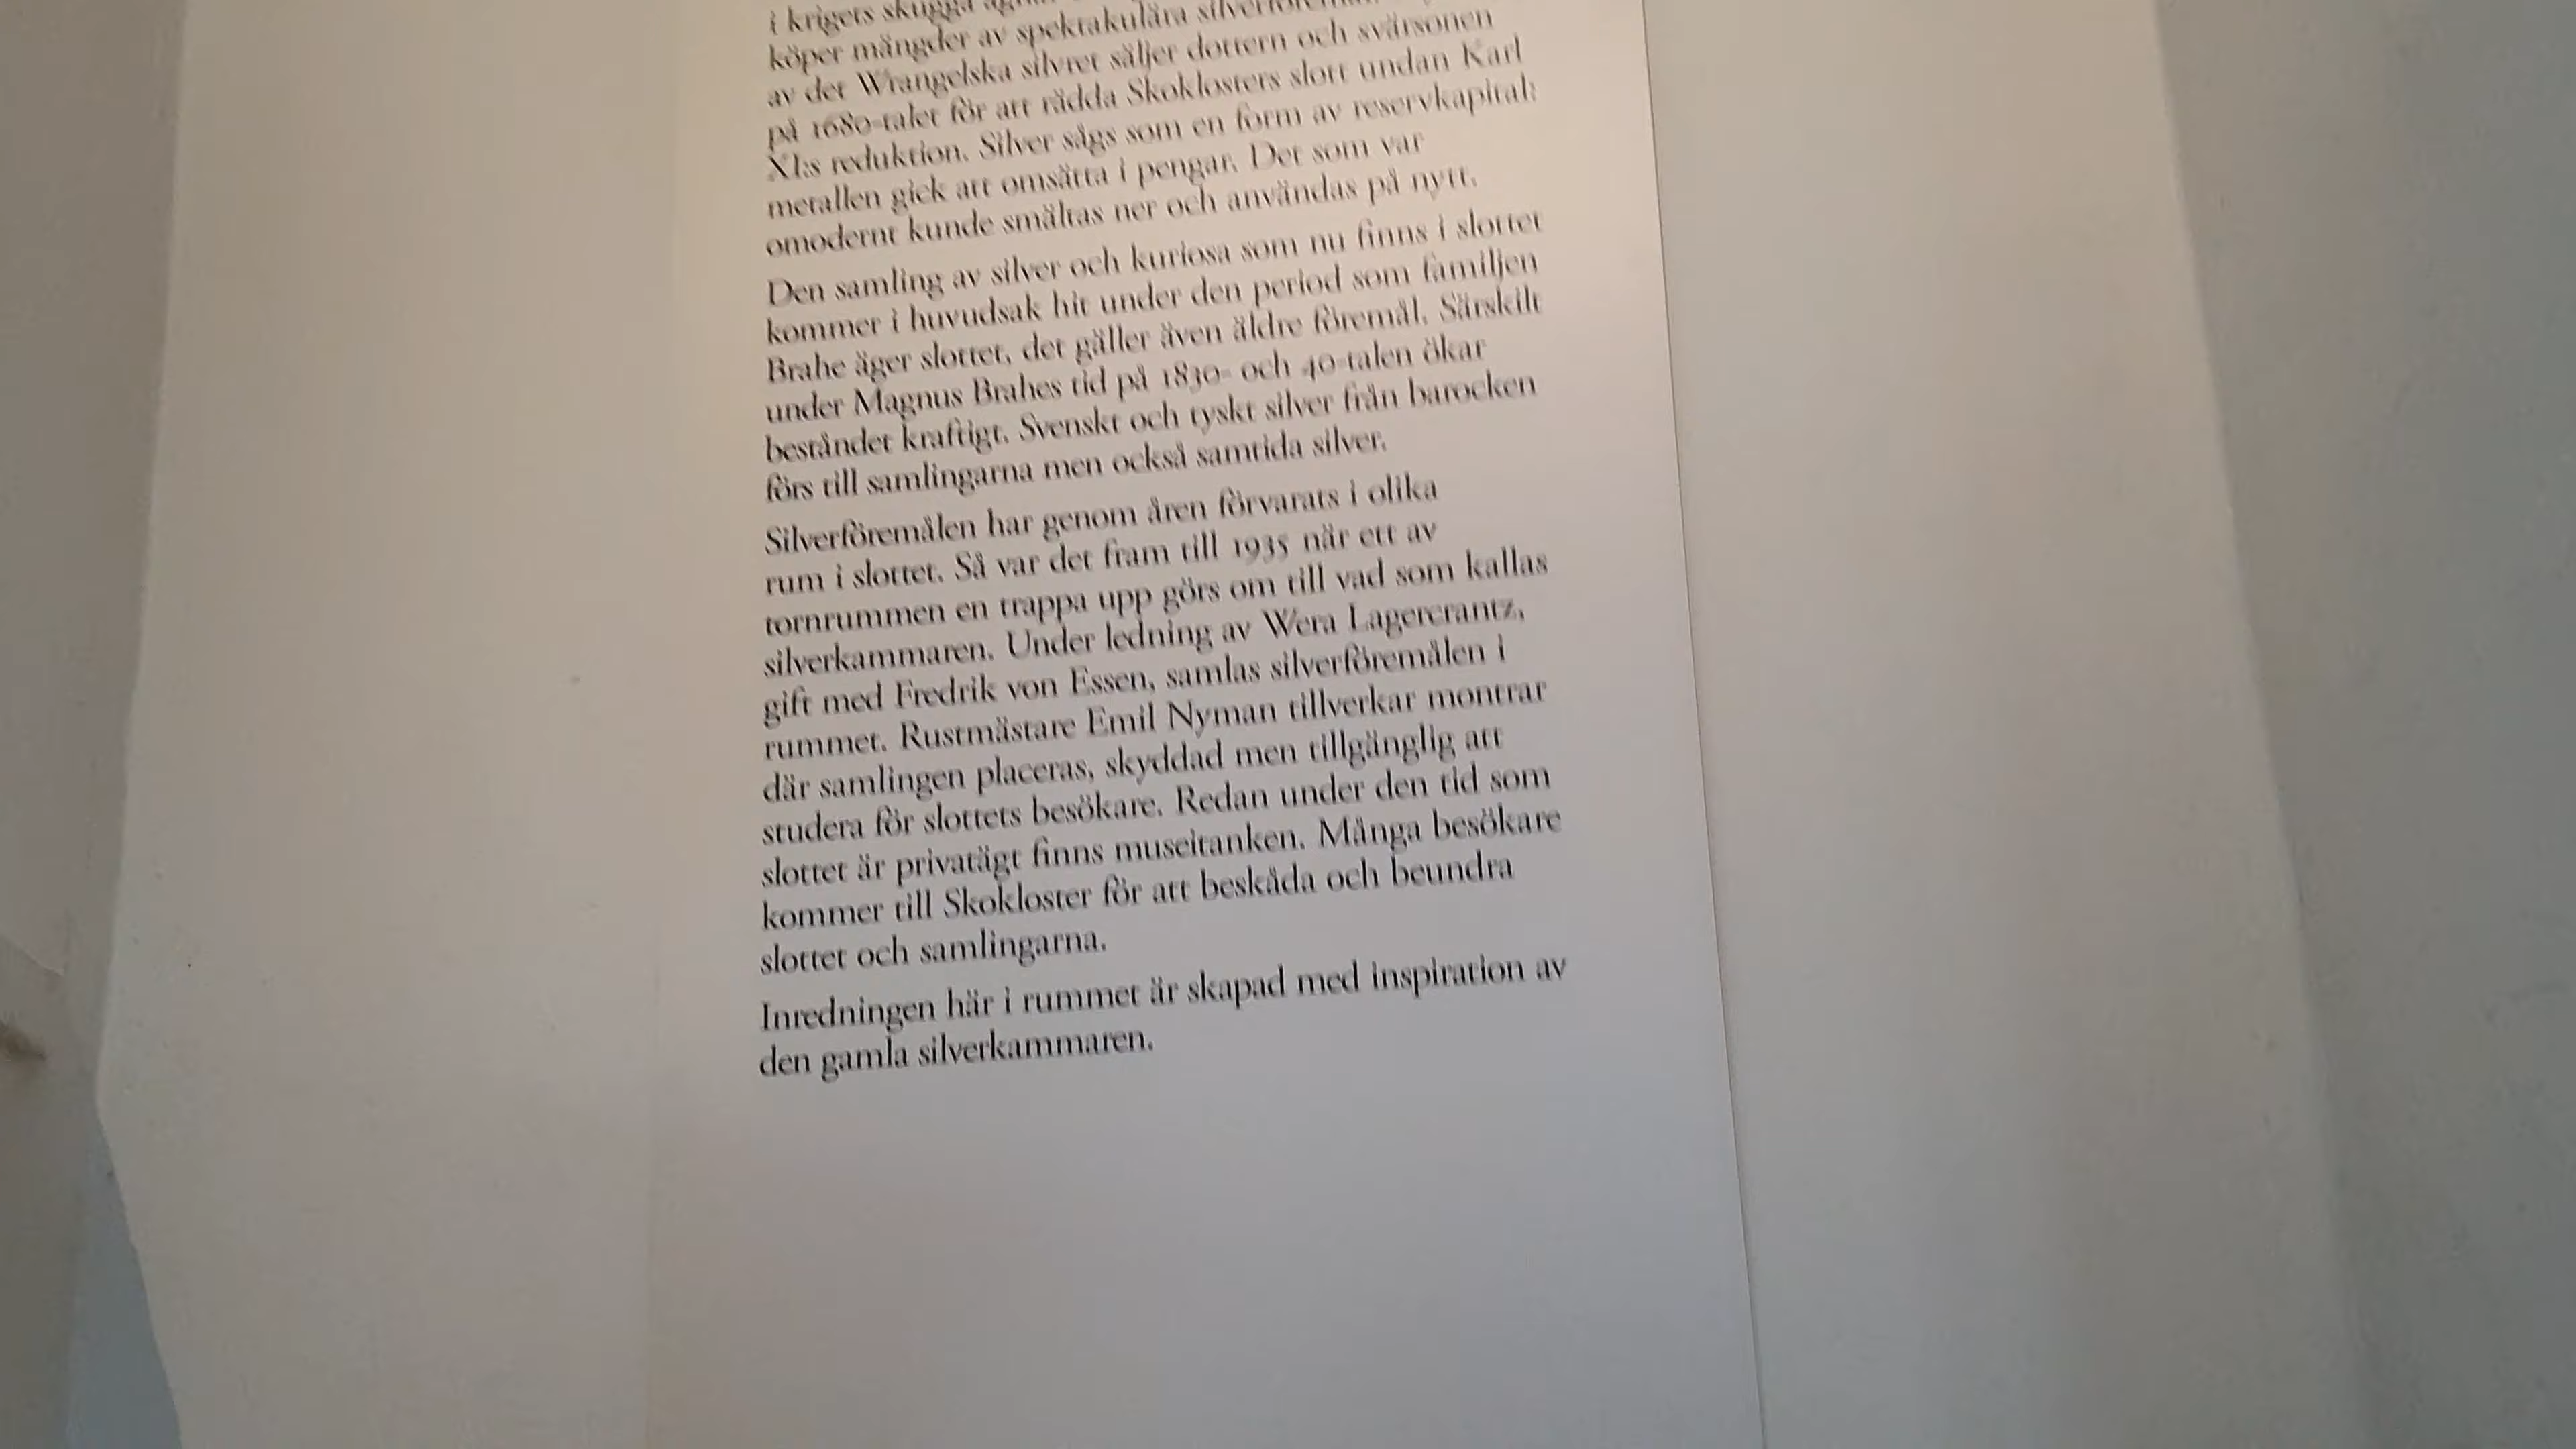 i krigets skugga
köper mängder av spektakulära
av det Wrangelska silvret säljer dottern och svärsonen
på 1680-talet för att rädda Skoklosters slott undan Karl
XI:s reduktion. Silver sågs som en form av reservkapital:
metallen gick att omsätta i pengar. Det som var
omodernt kunde smältas ner och användas på nytt.
Den samling av silver och kuriosa som nu finns i slottet
kommer i huvudsak hit under den period som familjen
Brahe äger slottet, det gäller även äldre föremål. Särskilt
under Magnus Brahes tid på 1830- och 40-talen ökar
beståndet kraftigt. Svenskt och tyskt silver från barocken
förs till samlingarna men också samtida silver.
Silverföremålen har genom åren förvarats i olika
rum i slottet. Så var det fram till 1935 när ett av
tornrummen en trappa upp görs om till vad som kallas
silverkammaren. Under ledning av Wera Lagercrantz,
gift med Fredrik von Essen, samlas silverföremålen i
rummet. Rustmästare Emil Nyman tillverkar montrar
där samlingen placeras, skyddad men tillgänglig att
studera för slottets besökare. Redan under den tid som
slottet är privatägt finns museitanken. Många besökare
kommer till Skokloster för att beskåda och beundra
slottet och samlingarna.
Inredningen här i rummet är skapad med inspiration av
den gamla silverkammaren.